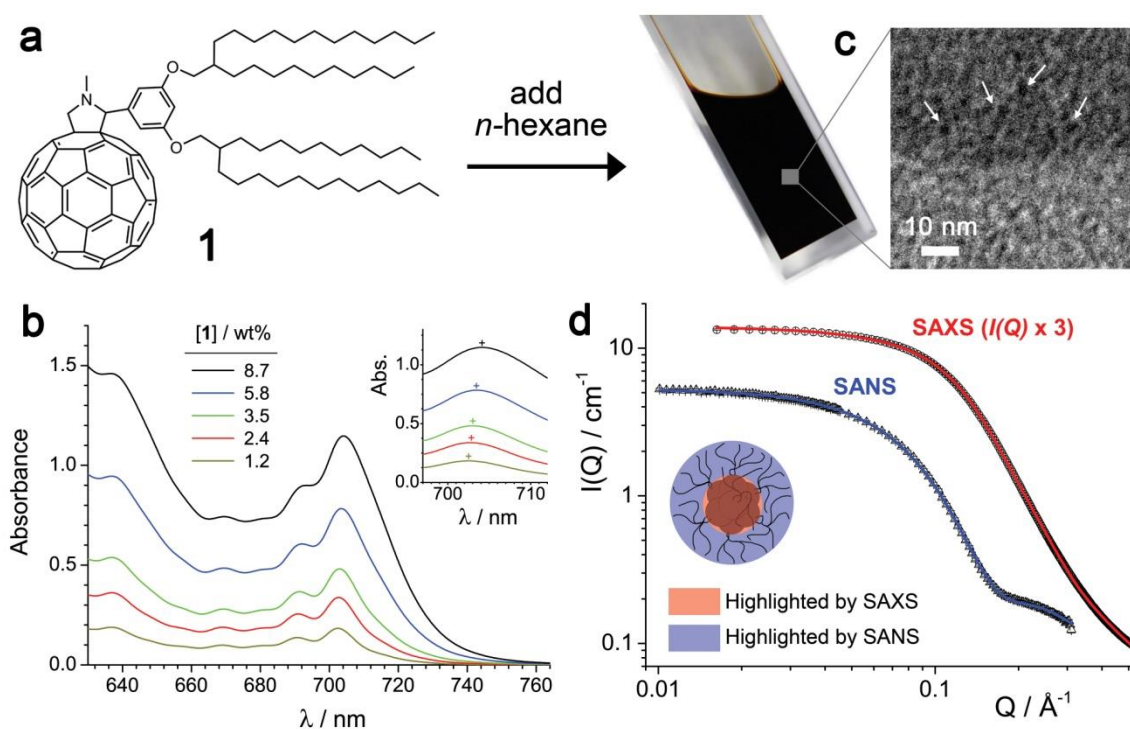 a
N
O
O
1
add
n-hexane
c
10 nm
b
[1] / wt%
8.7
5.8
3.5
2.4
1.2
1.5
1.0
0.5
0.0
Absorbance
640 660 680 700 720 740 760
λ / nm
Abs.
1.0
0.5
0.0
700 710
λ / nm
d
SAXS (I(Q) x 3)
SANS
10
1
0.1
I(Q) / cm⁻¹
Highlighted by SAXS
Highlighted by SANS
0.01 0.1
Q / Å⁻¹